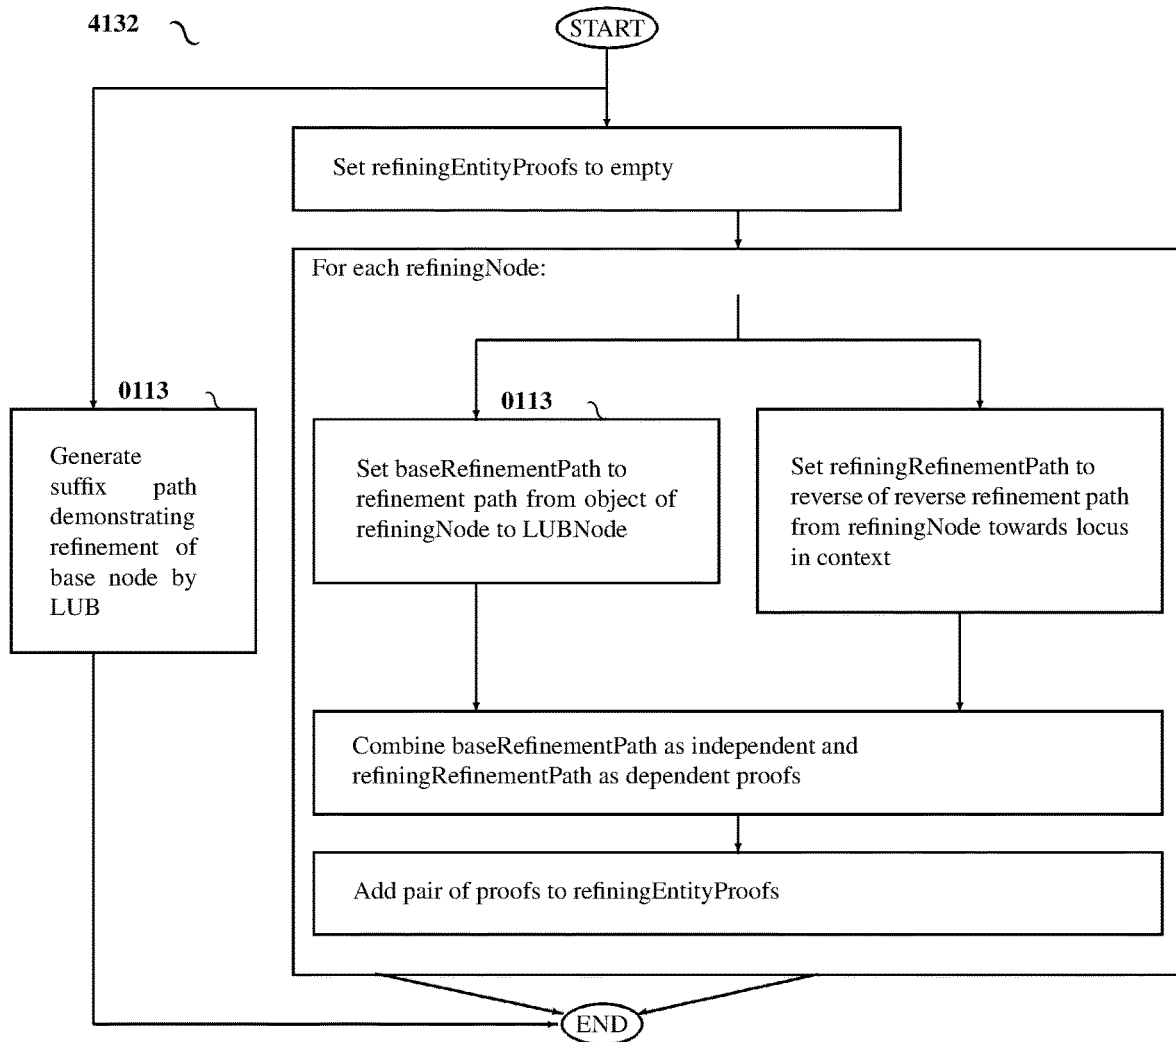 4132
START
Set refiningEntityProofs to empty
For each refiningNode:
0113
Generate
suffix path
demonstrating
refinement of
base node by
LUB
0113
Set baseRefinementPath to
refinement path from object of
refiningNode to LUBNode
Set refiningRefinementPath to
reverse of reverse refinement path
from refiningNode towards locus
in context
Combine baseRefinementPath as independent and
refiningRefinementPath as dependent proofs
Add pair of proofs to refiningEntityProofs
END